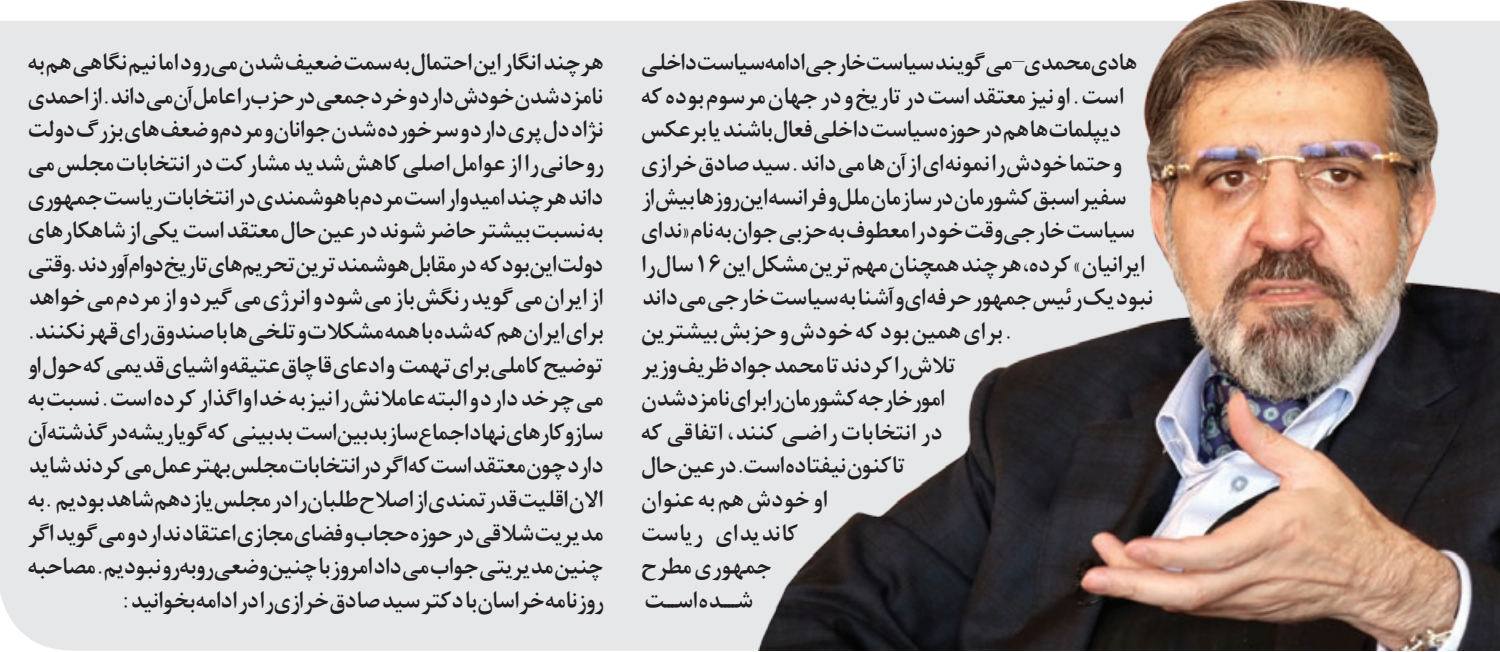 هادی محمدی-می گویند سیاست خارجی ادامه سیاست داخلی
است . او نیز معتقد است در تاریخ و در جهان مرسوم بوده که
دیپلمات ها هم در حوزه سیاست داخلی فعال باشند یا برعکس
و حتما خودش را نمونه ای از آن ها می داند . سید صادق خرازی
سفیر اسبق کشورمان در سازمان ملل و فرانسه این روزها بیش از
سیاست خارجی وقت خود را معطوف به حزبی جوان به نام «ندای
ایرانیان » کرده، هر چند همچنان مهم ترین مشکل این ۱۶ سال را
نبود یک رئیس جمهور حرفه ای و آشنا به سیاست خارجی می داند
. برای همین بود که خودش و حزبش بیشترین
تلاش را کردند تا محمد جواد ظریف وزیر
امور خارجه کشورمان را برای نامزد شدن
در انتخابات راضی کنند ، اتفاقی که
تاکنون نیفتاده است. در عین حال
او خودش هم به عنوان
کاندیدای ریاست
جمهوری مطرح
شده است
هر چند انگار این احتمال به سمت ضعیف شدن می رود اما نیم نگاهی هم به
نامزد شدن خودش دارد و خرد جمعی در حزب را عامل آن می داند . از احمدی
نژاد دل پری دارد و سرخورده شدن جوانان و مردم و ضعف های بزرگ دولت
روحانی را از عوامل اصلی کاهش شدید مشارکت در انتخابات مجلس می
داند هر چند امیدوار است مردم با هوشمندی در انتخابات ریاست جمهوری
به نسبت بیشتر حاضر شوند در عین حال معتقد است یکی از شاهکارهای
دولت این بود که در مقابل هوشمند ترین تحریم های تاریخ دوام آوردند .وقتی
از ایران می گوید رنگش باز می شود و انرژی می گیرد و از مردم می خواهد
برای ایران هم که شده با همه مشکلات و تلخی ها با صندوق رای قهر نکنند .
توضیح کاملی برای تهمت و ادعای قاچاق عتیقه و اشیای قدیمی که حول او
می چرخد دارد و البته عاملانش را نیز به خدا واگذار کرده است . نسبت به
سازوکارهای نهاد اجماع ساز بدبین است بدبینی که گویا ریشه در گذشته آن
دارد چون معتقد است که اگر در انتخابات مجلس بهتر عمل می کردند شاید
الان اقلیت قدرتمندی از اصلاح طلبان را در مجلس یازدهم شاهد بودیم . به
مدیریت شلاقی در حوزه حجاب و فضای مجازی اعتقاد ندارد و می گوید اگر
چنین مدیریتی جواب می داد امروز با چنین وضعی روبه رو نبودیم . مصاحبه
روزنامه خراسان با دکتر سید صادق خرازی را در ادامه بخوانید :